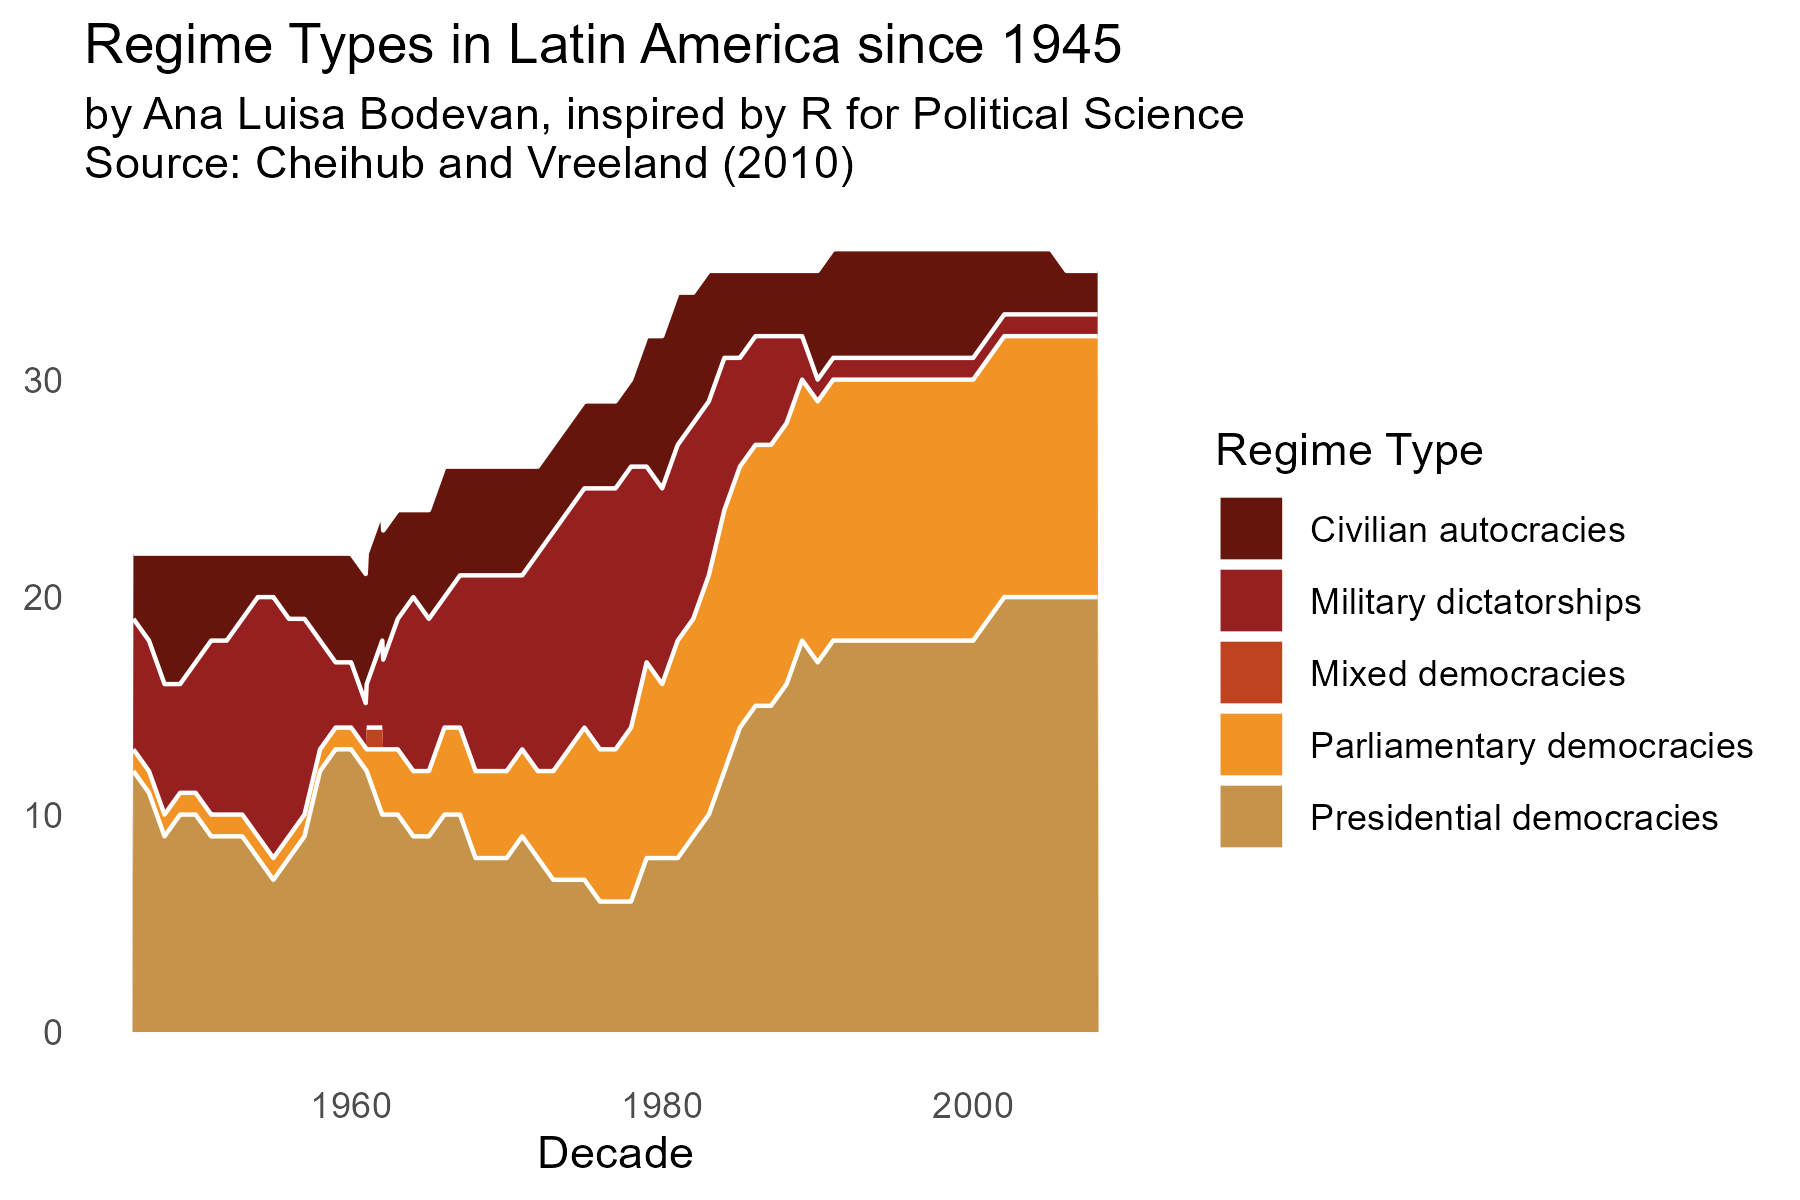 Regime Types in Latin America since 1945
by Ana Luisa Bodevan, inspired by R for Political Science
Source: Cheihub and Vreeland (2010)
30
20
10
0
1960
1980
2000
Decade
Regime Type
Civilian autocracies
Military dictatorships
Mixed democracies
Parliamentary democracies
Presidential democracies